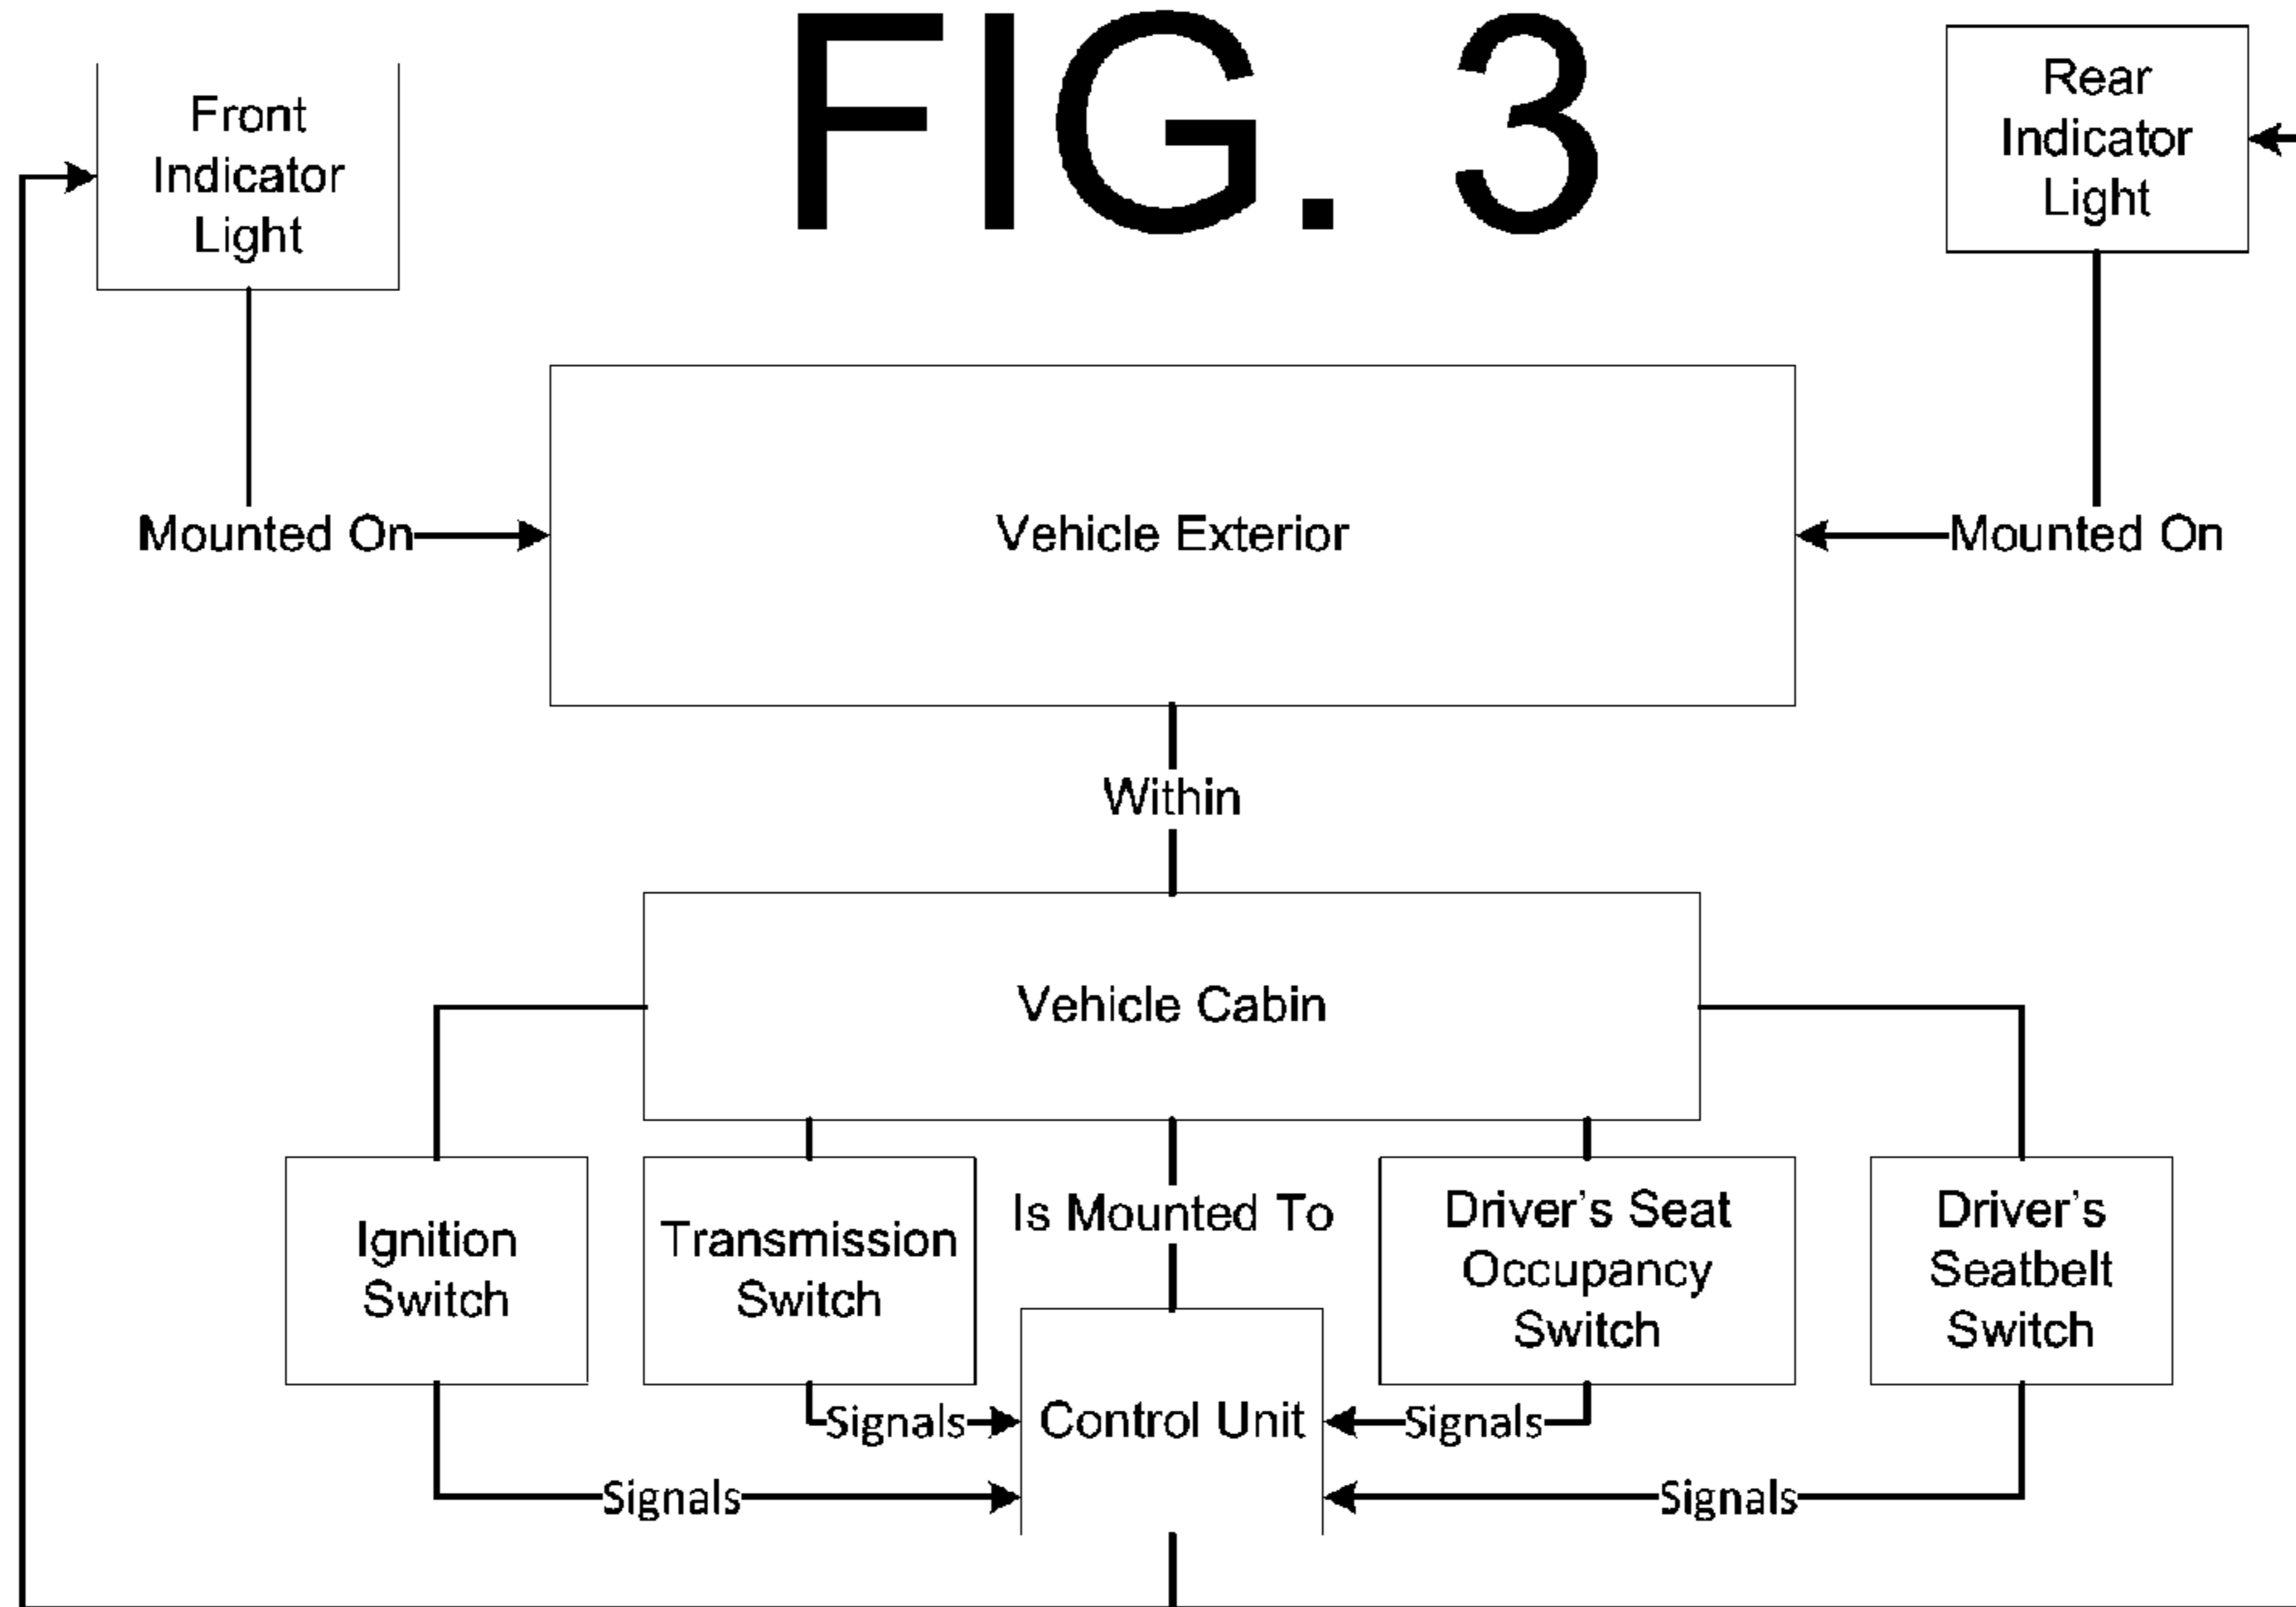 FIG. 3
Front
Indicator
Light
Rear
Indicator
Light
Mounted On
Vehicle Exterior
Mounted On
Within
Vehicle Cabin
Ignition
Switch
Transmission
Switch
Is Mounted To
Driver's Seat
Occupancy
Switch
Driver's
Seatbelt
Switch
Signals
Control Unit
Signals
Signals
Signals